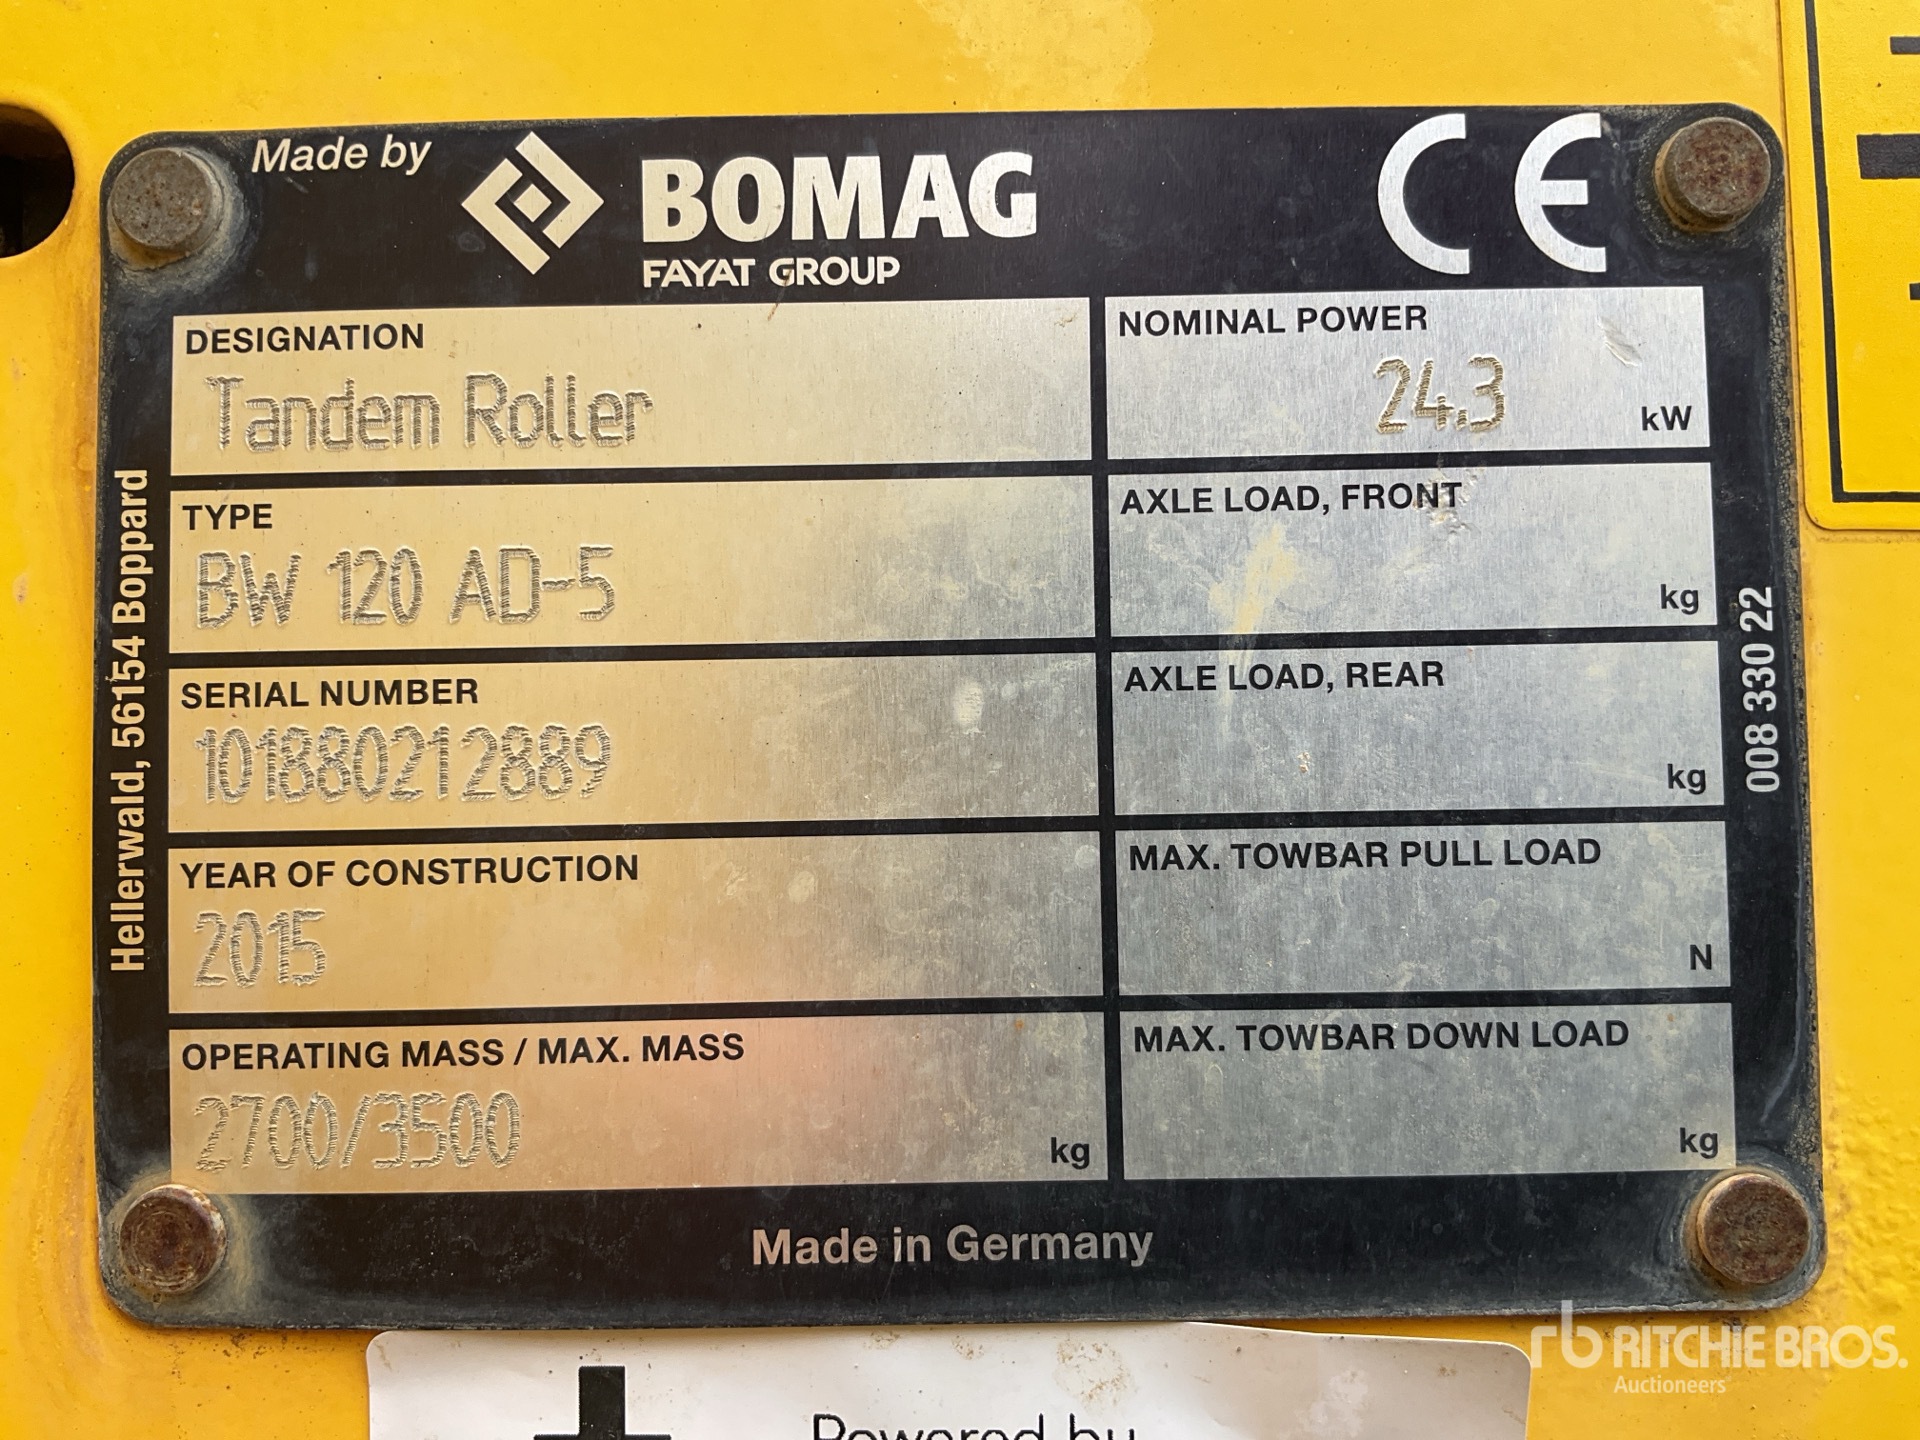 Made by
BOMAG
FAYAT GROUP
CE
DESIGNATION
Tandem Roller
NOMINAL POWER
24.3
kW
TYPE
BW 120 AD-5
AXLE LOAD, FRONT
kg
SERIAL NUMBER
101880212889
AXLE LOAD, REAR
kg
YEAR OF CONSTRUCTION
2015
MAX. TOWBAR PULL LOAD
N
OPERATING MASS / MAX. MASS
2700/3500
kg
MAX. TOWBAR DOWN LOAD
kg
Hellerwald, 56154 Boppard
008 330 22
Made in Germany
Powered by
rb RITCHIE BROS.
Auctioneers